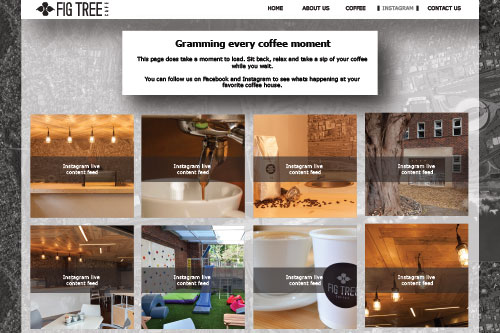 FIG TREE CAFE
HOME ABOUT US COFFEE INSTAGRAM CONTACT US
Gramming every coffee moment
This page does take a moment to load. Sit back, relax and take a sip of your coffee
while you wait.
You can follow us on Facebook and Instagram to see whats happening at your
favorite coffee house.
Instagram live
content feed
Instagram live
content feed
Instagram live
content feed
Instagram live
content feed
Instagram live
content feed
Instagram live
content feed
Instagram live
content feed
FIG TREE
Instagram live
content feed